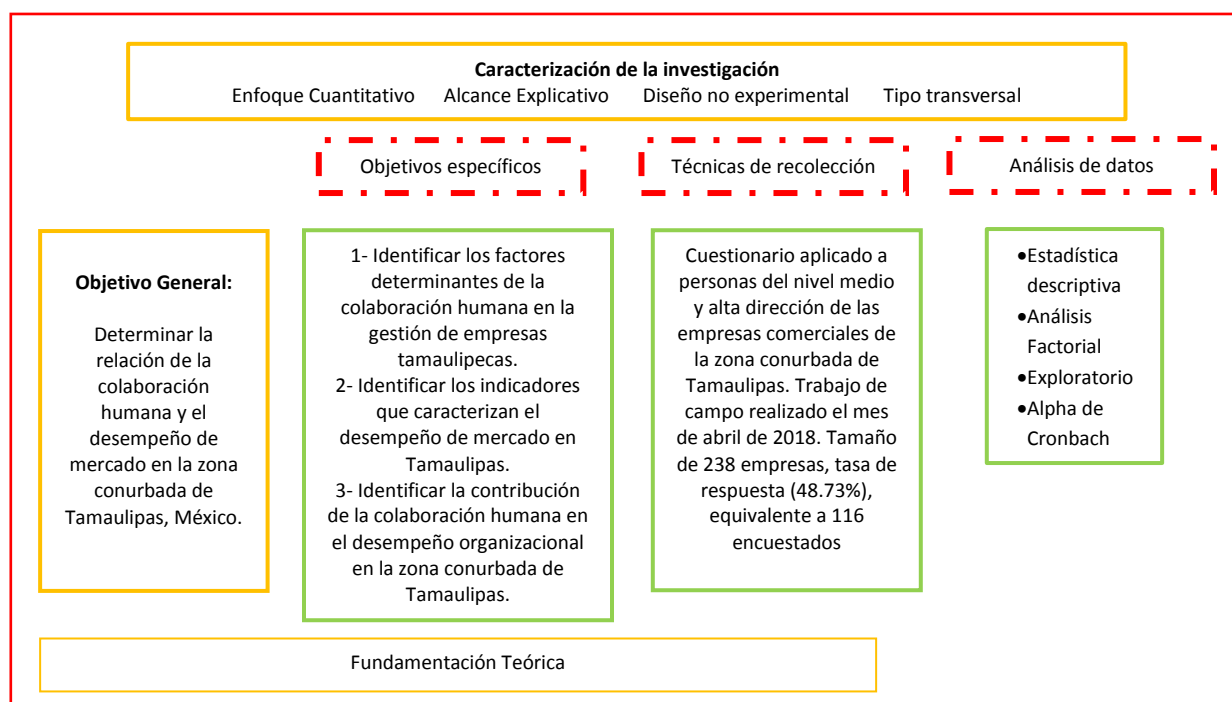 Caracterización de la investigación
Enfoque Cuantitativo Alcance Explicativo Diseño no experimental Tipo transversal
Objetivos específicos
Técnicas de recolección
Análisis de datos
Objetivo General:
Determinar la
relación de la
colaboración
humana y el
desempeño de
mercado en la zona
conurbada de
Tamaulipas, México.
1- Identificar los factores
determinantes de la
colaboración humana en la
gestión de empresas
tamaulipecas.
2- Identificar los indicadores
que caracterizan el
desempeño de mercado en
Tamaulipas.
3- Identificar la contribución
de la colaboración humana en
el desempeño organizacional
en la zona conurbada de
Tamaulipas.
Cuestionario aplicado a
personas del nivel medio
y alta dirección de las
empresas comerciales de
la zona conurbada de
Tamaulipas. Trabajo de
campo realizado el mes
de abril de 2018. Tamaño
de 238 empresas, tasa de
respuesta (48.73%),
equivalente a 116
encuestados
•Estadística
descriptiva
•Análisis
Factorial
•Exploratorio
•Alpha de
Cronbach
Fundamentación Teórica